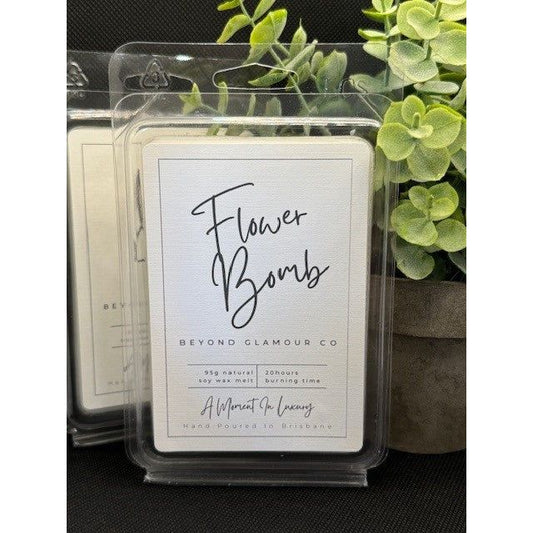 Flower
Bomb
BEYOND GLAMOUR CO
95g natural
soy wax melt
20hours
burning time
A Moment In Luxury
Hand Poured In Brisbane
BEYOND